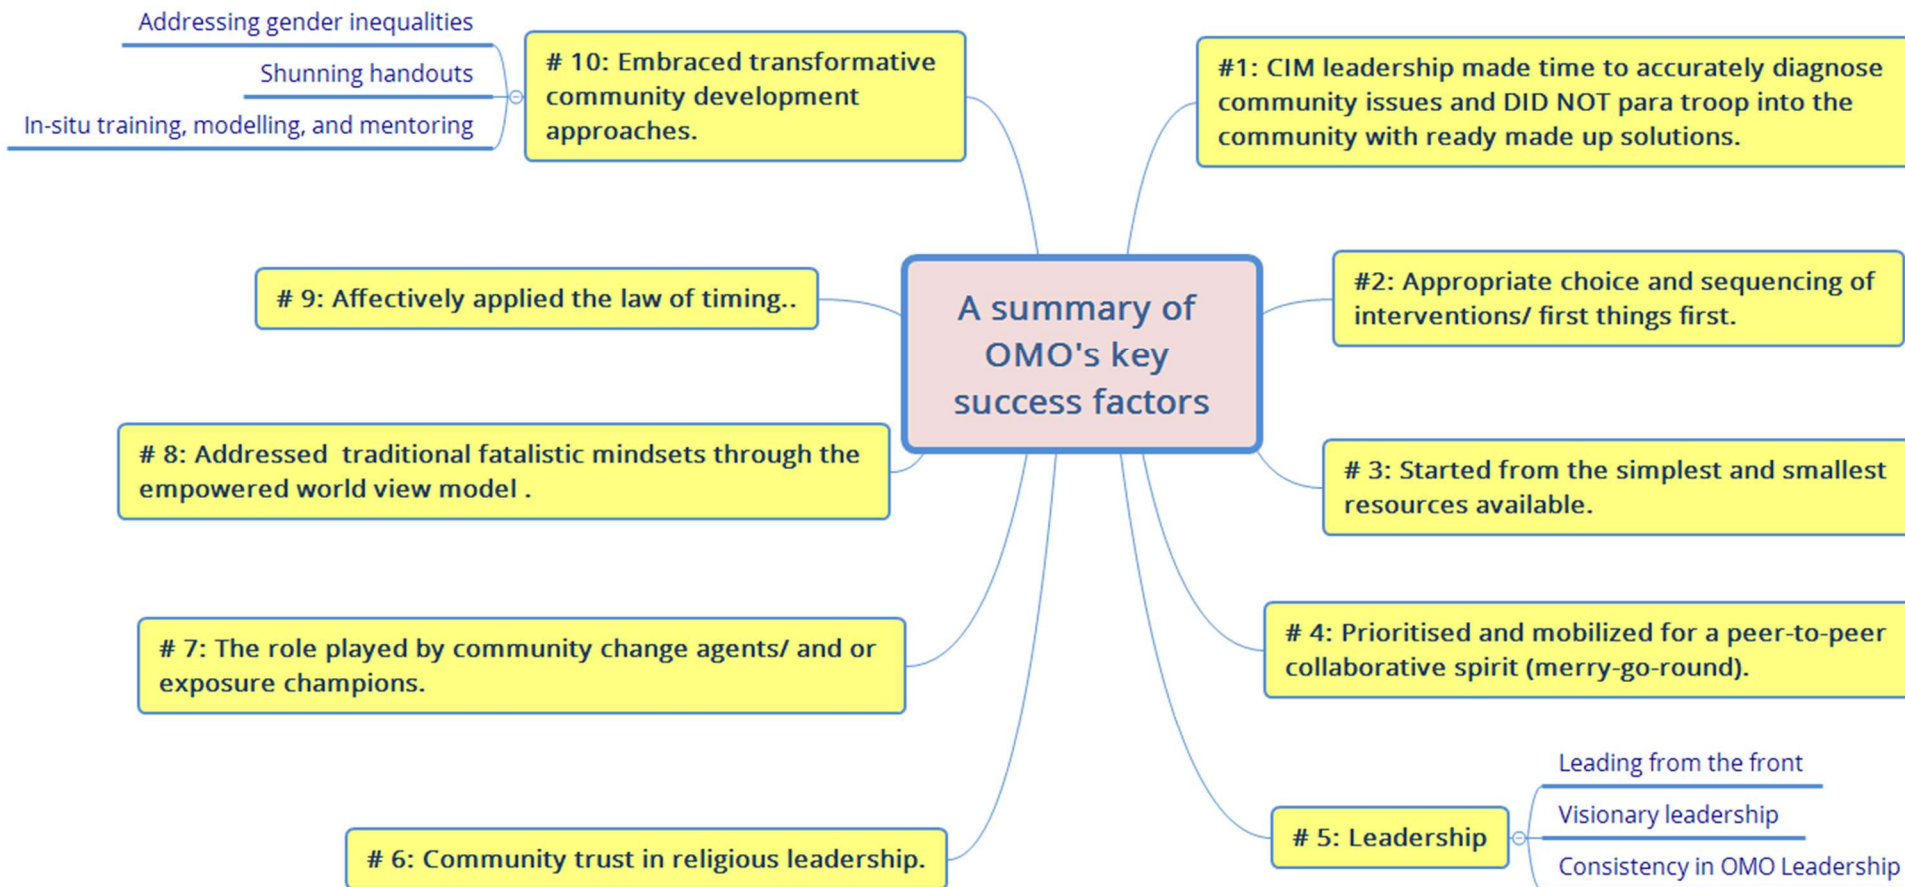 A summary of
OMO's key
success factors
#1: CIM leadership made time to accurately diagnose
community issues and DID NOT para troop into the
community with ready made up solutions.
#2: Appropriate choice and sequencing of
interventions/ first things first.
# 3: Started from the simplest and smallest
resources available.
# 4: Prioritised and mobilized for a peer-to-peer
collaborative spirit (merry-go-round).
# 5: Leadership
Leading from the front
Visionary leadership
Consistency in OMO Leadership
# 6: Community trust in religious leadership.
# 7: The role played by community change agents/ and or
exposure champions.
# 8: Addressed  traditional fatalistic mindsets through the
empowered world view model .
# 9: Affectively applied the law of timing..
# 10: Embraced transformative
community development
approaches.
Addressing gender inequalities
Shunning handouts
In-situ training, modelling, and mentoring